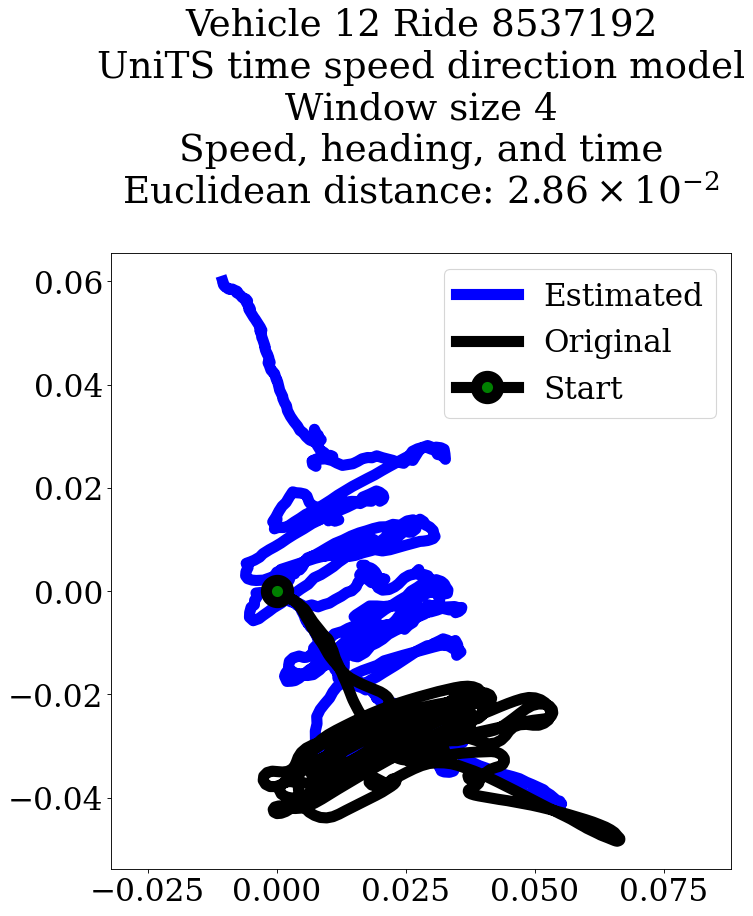 Vehicle 12 Ride 8537192
UniTS time speed direction model
Window size 4
Speed, heading, and time
Euclidean distance: 2.86 × 10⁻²
Estimated
Original
Start
0.06
0.04
0.02
0.00
−0.02
−0.04
−0.025 0.000 0.025 0.050 0.075